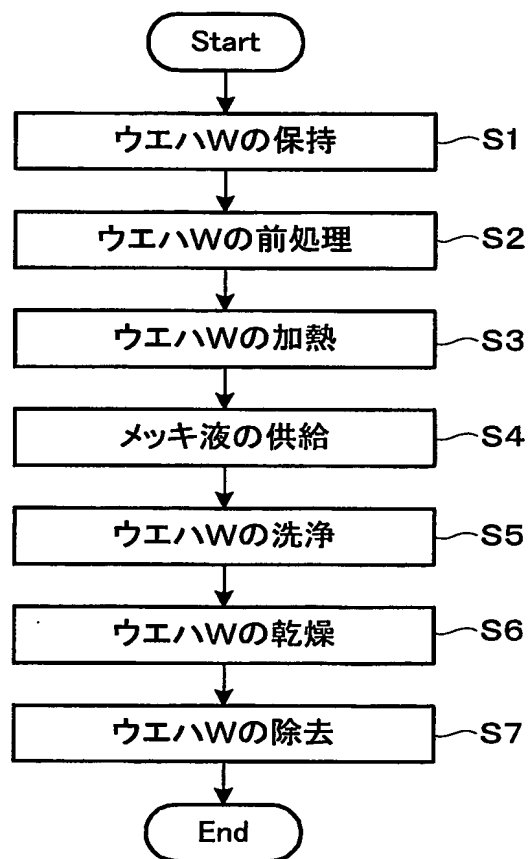 Start
ウエハWの保持 S1
ウエハWの前処理 S2
ウエハWの加熱 S3
メッキ液の供給 S4
ウエハWの洗浄 S5
ウエハWの乾燥 S6
ウエハWの除去 S7
End